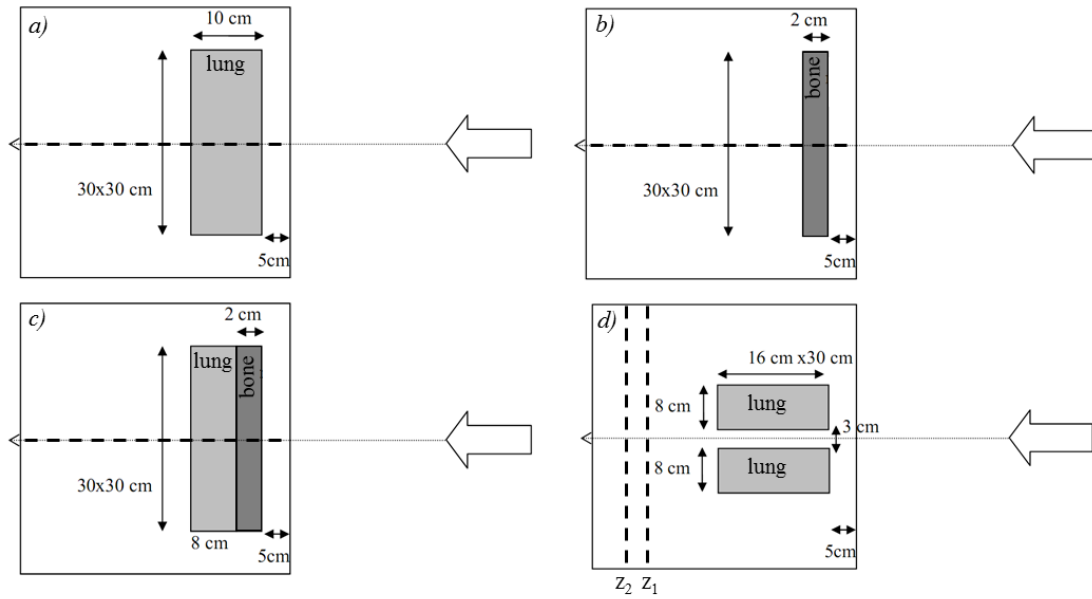 a)
10 cm
lung
30x30 cm
5cm
b)
2 cm
bone
30x30 cm
5cm
c)
2 cm
lung
bone
30x30 cm
8 cm
5cm
d)
16 cm x30 cm
8 cm
lung
3 cm
8 cm
lung
5cm
Z2 Z1